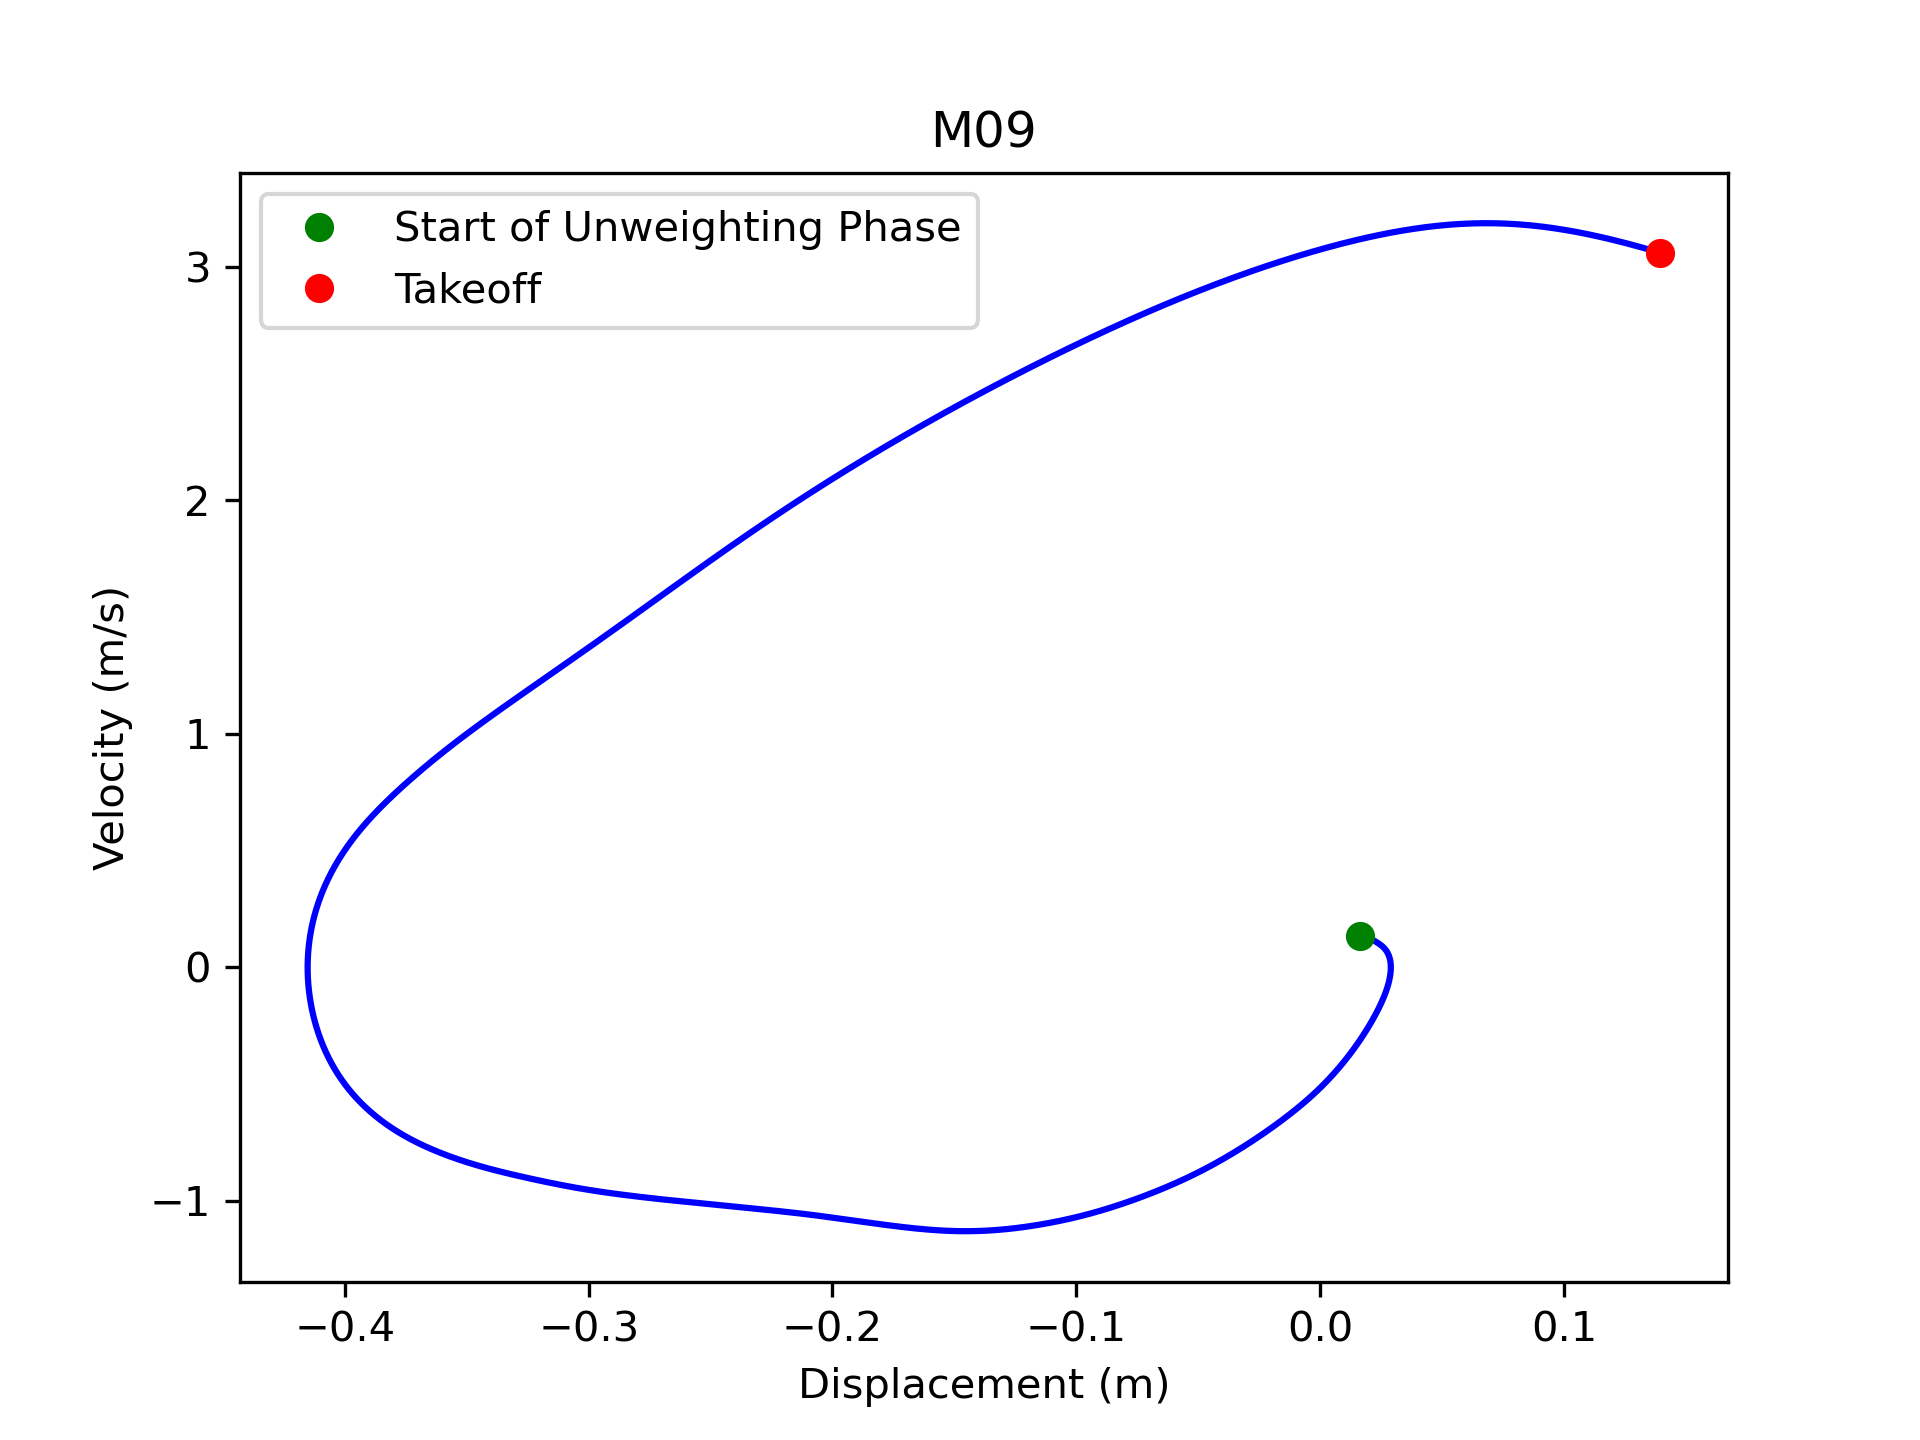 M09
Start of Unweighting Phase
Takeoff
3
2
1
0
−1
Velocity (m/s)
−0.4 −0.3 −0.2 −0.1 0.0 0.1
Displacement (m)